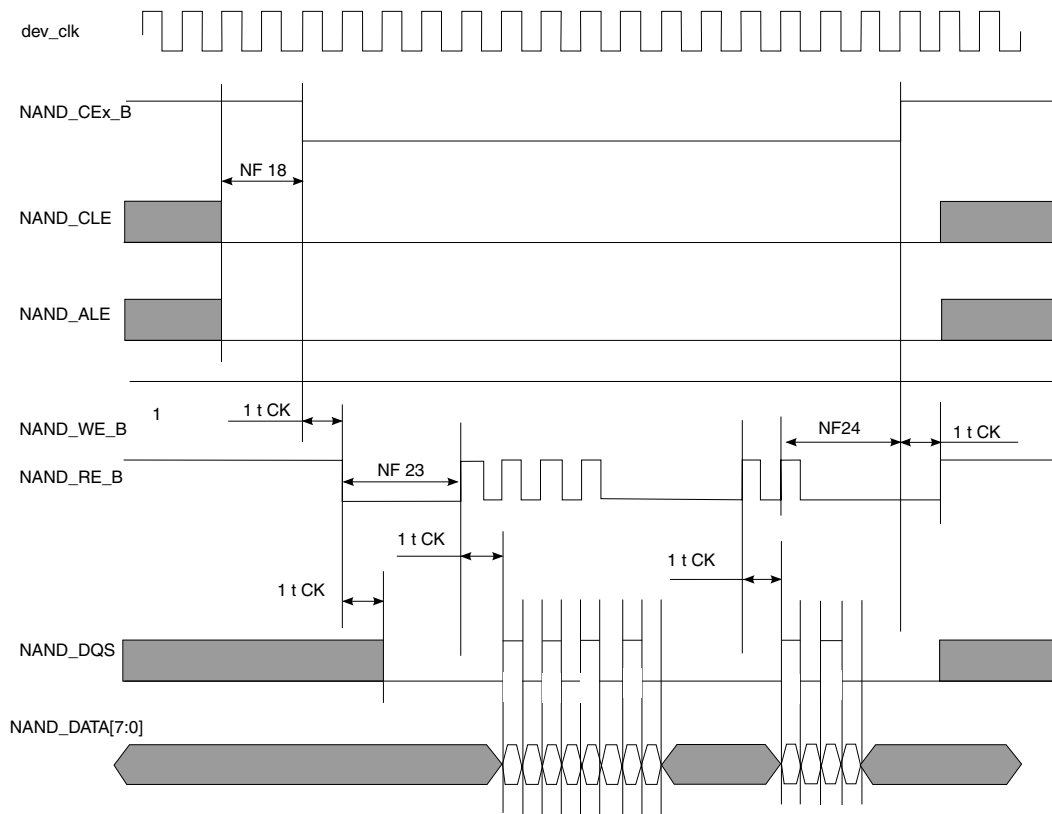 dev_clk
NAND_CEx_B
NF 18
NAND_CLE
NAND_ALE
1
1 t CK
NAND_WE_B
NF24
1 t CK
NAND_RE_B
NF 23
1 t CK
1 t CK
1 t CK
NAND_DQS
NAND_DATA[7:0]